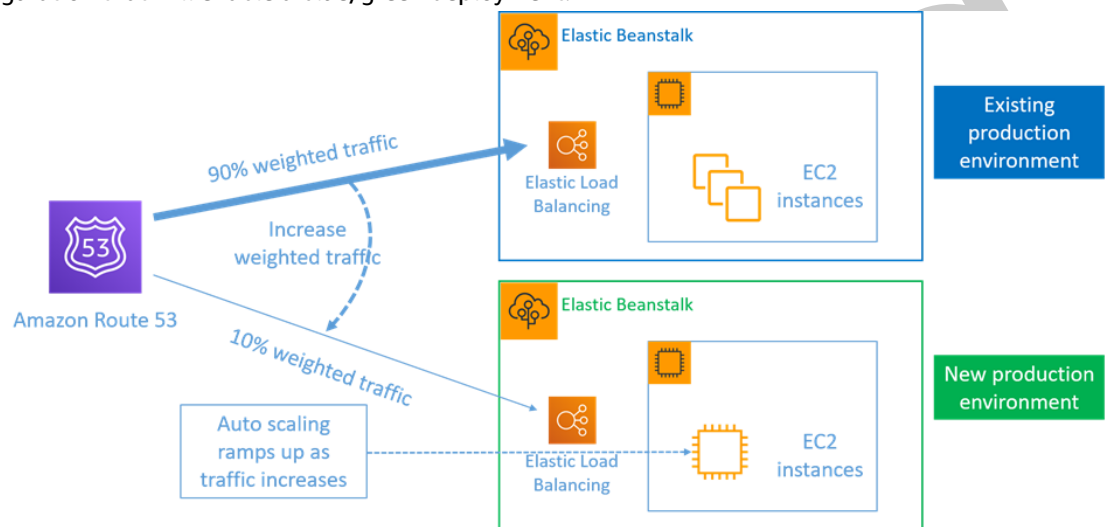 Elastic Beanstalk
90% weighted traffic
Elastic Load
Balancing
EC2
instances
Existing
production
environment
Increase
weighted traffic
53
Amazon Route 53
10% weighted traffic
Elastic Beanstalk
Auto scaling
ramps up as
traffic increases
Elastic Load
Balancing
EC2
instances
New production
environment